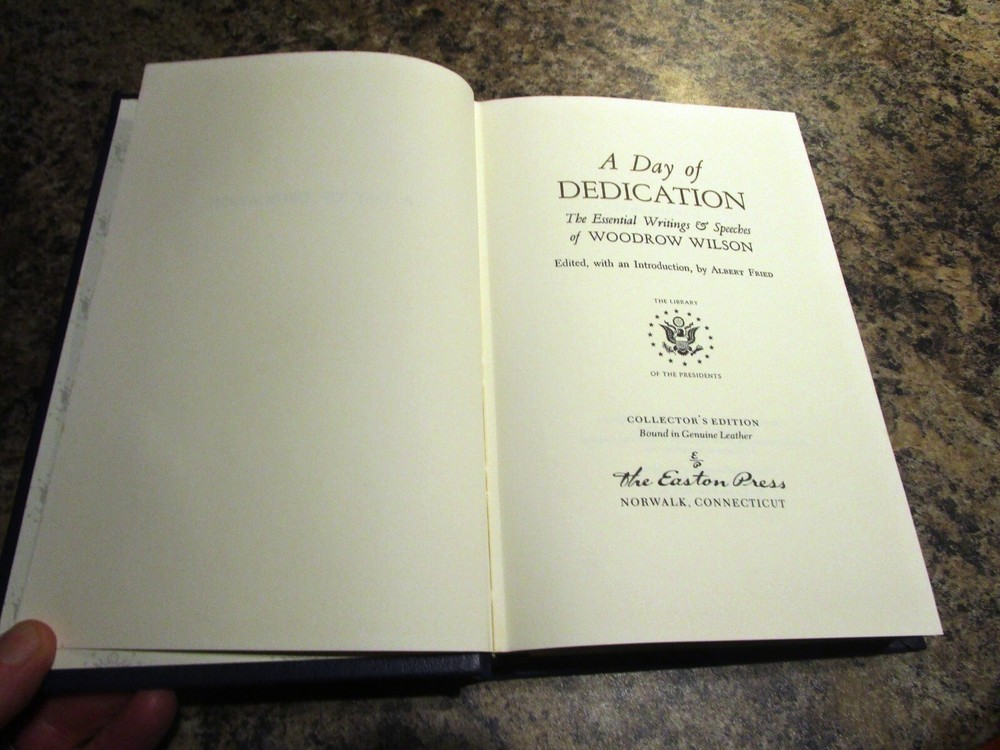 A Day of
DEDICATION
The Essential Writings & Speeches
of WOODROW WILSON
Edited, with an Introduction, by ALBERT FRIED
THE LIBRARY
OF THE PRESIDENTS
COLLECTOR'S EDITION
Bound in Genuine Leather
The Easton Press
NORWALK, CONNECTICUT